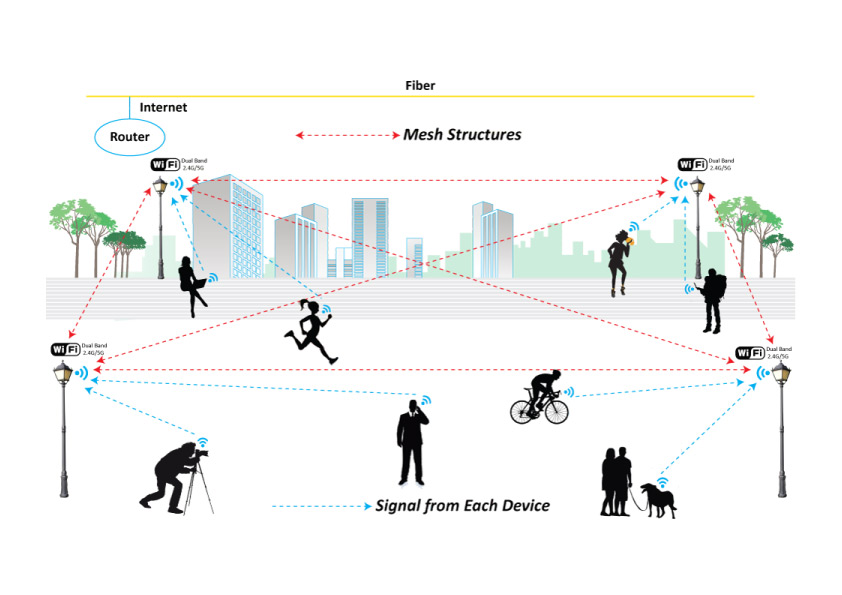 Fiber
Internet
Router
Mesh Structures
WiFi Dual Band
2.4G/5G
WiFi Dual Band
2.4G/5G
WiFi Dual Band
2.4G/5G
WiFi Dual Band
2.4G/5G
Signal from Each Device